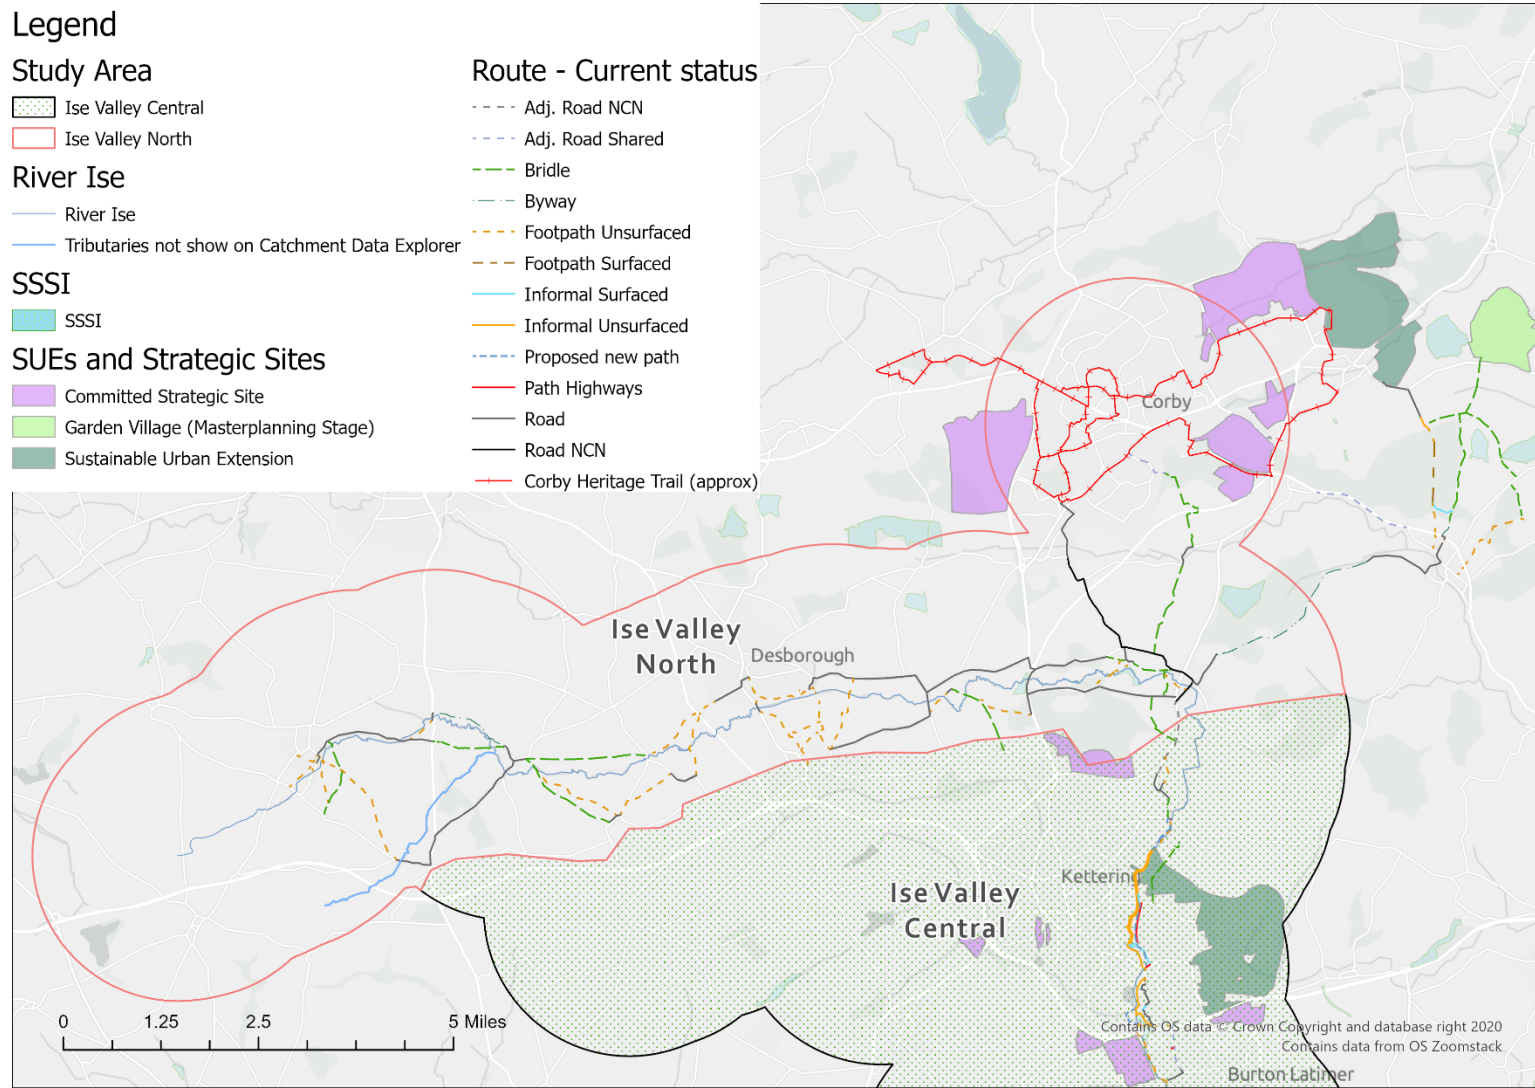 Legend
Study Area
Ise Valley Central
Ise Valley North
River Ise
River Ise
Tributaries not show on Catchment Data Explorer
SSSI
SSSI
SUEs and Strategic Sites
Committed Strategic Site
Garden Village (Masterplanning Stage)
Sustainable Urban Extension
Route - Current status
Adj. Road NCN
Adj. Road Shared
Bridle
Byway
Footpath Unsurfaced
Footpath Surfaced
Informal Surfaced
Informal Unsurfaced
Proposed new path
Path Highways
Road
Road NCN
Corby Heritage Trail (approx)
Corby
Ise Valley
North
Desborough
Kettering
Ise Valley
Central
0 1.25 2.5 5 Miles
Contains OS data © Crown Copyright and database right 2020
Contains data from OS Zoomstack
Burton Latimer